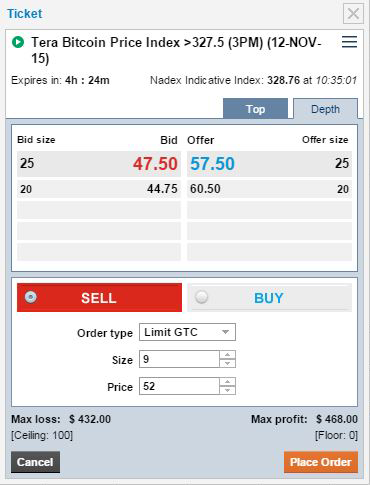 Ticket
Tera Bitcoin Price Index >327.5 (3PM) (12-NOV-
15)
Expires in: 4h : 24m Nadex Indicative Index: 328.76 at 10:35:01
Top Depth
Bid size Bid Offer Offer size
25 47.50 57.50 25
20 44.75 60.50 20
SELL BUY
Order type Limit GTC
Size 9
Price 52
Max loss: $ 432.00 Max profit: $ 468.00
[Ceiling: 100] [Floor: 0]
Cancel Place Order